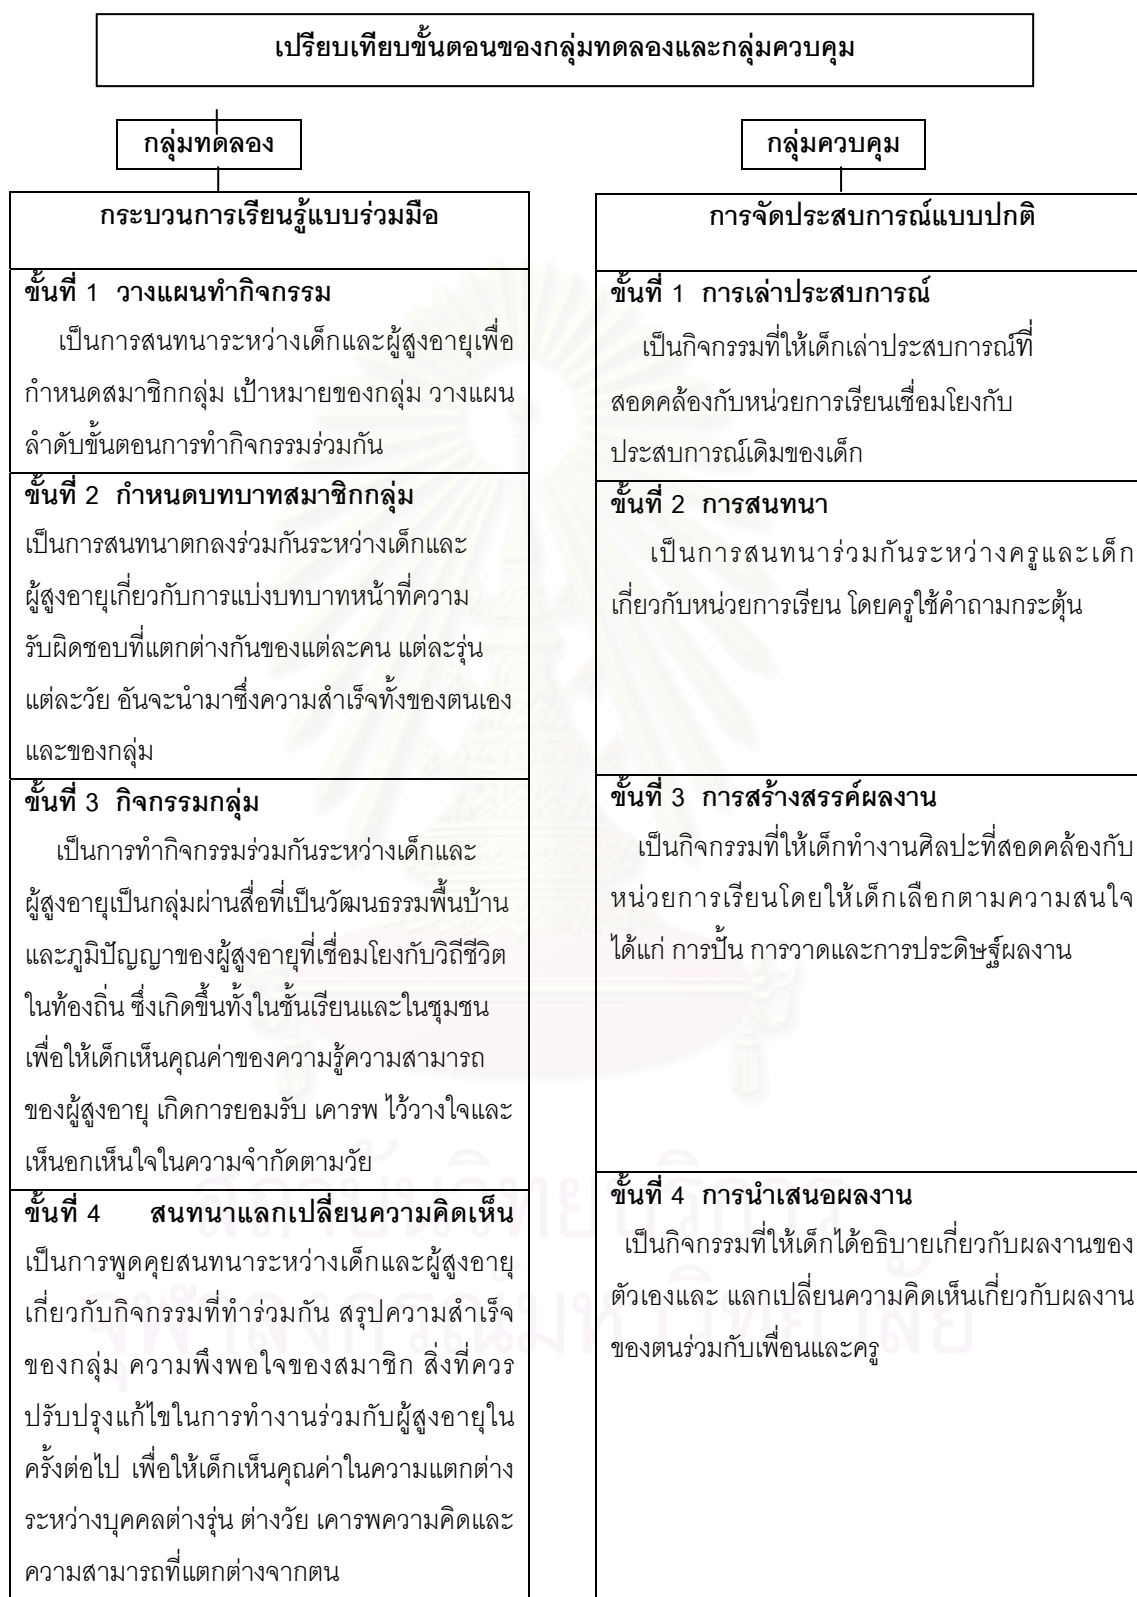 เปรียบเทียบขั้นตอนของกลุ่มทดลองและกลุ่มควบคุม
กลุ่มทดลอง
กระบวนการเรียนรู้แบบร่วมมือ
ขั้นที่ 1 วางแผนทำกิจกรรม
เป็นการสนทนาระหว่างเด็กและผู้สูงอายุเพื่อ
กำหนดสมาชิกกลุ่ม เป้าหมายของกลุ่ม วางแผน
ลำดับขั้นตอนการทำกิจกรรมร่วมกัน
ขั้นที่ 2 กำหนดบทบาทสมาชิกกลุ่ม
เป็นการสนทนาตกลงร่วมกันระหว่างเด็กและ
ผู้สูงอายุเกี่ยวกับการแบ่งบทบาทหน้าที่ความ
รับผิดชอบที่แตกต่างกันของแต่ละคน แต่ละรุ่น
แต่ละวัย อันจะนำมาซึ่งความสำเร็จทั้งของตนเอง
และของกลุ่ม
ขั้นที่ 3 กิจกรรมกลุ่ม
เป็นการทำกิจกรรมร่วมกันระหว่างเด็กและ
ผู้สูงอายุเป็นกลุ่มผ่านสื่อที่เป็นวัฒนธรรมพื้นบ้าน
และภูมิปัญญาของผู้สูงอายุที่เชื่อมโยงกับวิถีชีวิต
ในท้องถิ่น ซึ่งเกิดขึ้นทั้งในชั้นเรียนและในชุมชน
เพื่อให้เด็กเห็นคุณค่าของความรู้ความสามารถ
ของผู้สูงอายุ เกิดการยอมรับ เคารพ ไว้วางใจและ
เห็นอกเห็นใจในความจำกัดตามวัย
ขั้นที่ 4 สนทนาแลกเปลี่ยนความคิดเห็น
เป็นการพูดคุยสนทนาระหว่างเด็กและผู้สูงอายุ
เกี่ยวกับกิจกรรมที่ทำร่วมกัน สรุปความสำเร็จ
ของกลุ่ม ความพึงพอใจของสมาชิก สิ่งที่ควร
ปรับปรุงแก้ไขในการทำงานร่วมกับผู้สูงอายุใน
ครั้งต่อไป เพื่อให้เด็กเห็นคุณค่าในความแตกต่าง
ระหว่างบุคคลต่างรุ่น ต่างวัย เคารพความคิดและ
ความสามารถที่แตกต่างจากตน
กลุ่มควบคุม
การจัดประสบการณ์แบบปกติ
ขั้นที่ 1 การเล่าประสบการณ์
เป็นกิจกรรมที่ให้เด็กเล่าประสบการณ์ที่
สอดคล้องกับหน่วยการเรียนเชื่อมโยงกับ
ประสบการณ์เดิมของเด็ก
ขั้นที่ 2 การสนทนา
เป็นการสนทนาร่วมกันระหว่างครูและเด็ก
เกี่ยวกับหน่วยการเรียน โดยครูใช้คำถามกระตุ้น
ขั้นที่ 3 การสร้างสรรค์ผลงาน
เป็นกิจกรรมที่ให้เด็กทำงานศิลปะที่สอดคล้องกับ
หน่วยการเรียนโดยให้เด็กเลือกตามความสนใจ
ได้แก่ การปั้น การวาดและการประดิษฐ์ผลงาน
ขั้นที่ 4 การนำเสนอผลงาน
เป็นกิจกรรมที่ให้เด็กได้อธิบายเกี่ยวกับผลงานของ
ตัวเองและ แลกเปลี่ยนความคิดเห็นเกี่ยวกับผลงาน
ของตนร่วมกับเพื่อนและครู
สถาบันวิทยบริการ
จุฬาลงกรณ์มหาวิทยาลัย